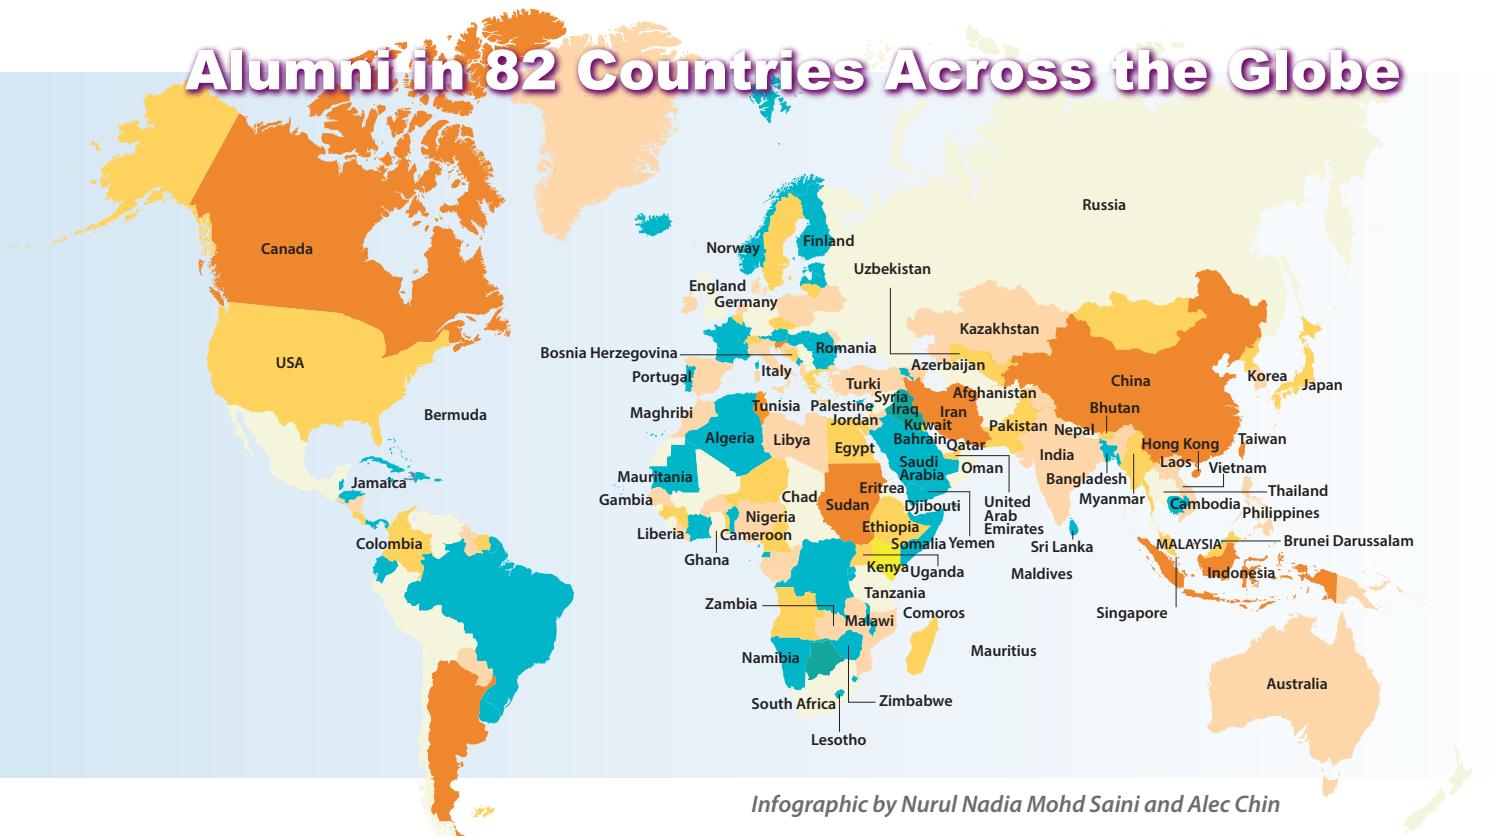 Alumni in 82 Countries Across the Globe
Russia
Canada
Norway
Finland
Uzbekistan
England
Germany
Kazakhstan
Bosnia Herzegovina
Romania
USA
Azerbaijan
Portugal
Italy
Korea
Japan
China
Turki
Afghanistan
Syria
Bermuda
Maghribi
Tunisia
Palestine
Iraq
Iran
Bhutan
Jordan
Kuwait
Pakistan
Nepal
Algeria
Libya
Bahrain
Qatar
Hong Kong
Taiwan
Egypt
India
Mauritania
Saudi
Arabia
Oman
Laos
Vietnam
Jamaica
Bangladesh
Gambia
Chad
Eritrea
Myanmar
Thailand
Sudan
Djibouti
United
Arab
Emirates
Cambodia
Philippines
Nigeria
Liberia
Cameroon
Ethiopia
Colombia
Somalia
Yemen
Sri Lanka
MALAYSIA
Brunei Darussalam
Ghana
Kenya
Uganda
Maldives
Indonesia
Tanzania
Zambia
Comoros
Singapore
Malawi
Mauritius
Namibia
Australia
South Africa
Zimbabwe
Lesotho
Infographic by Nurul Nadia Mohd Saini and Alec Chin